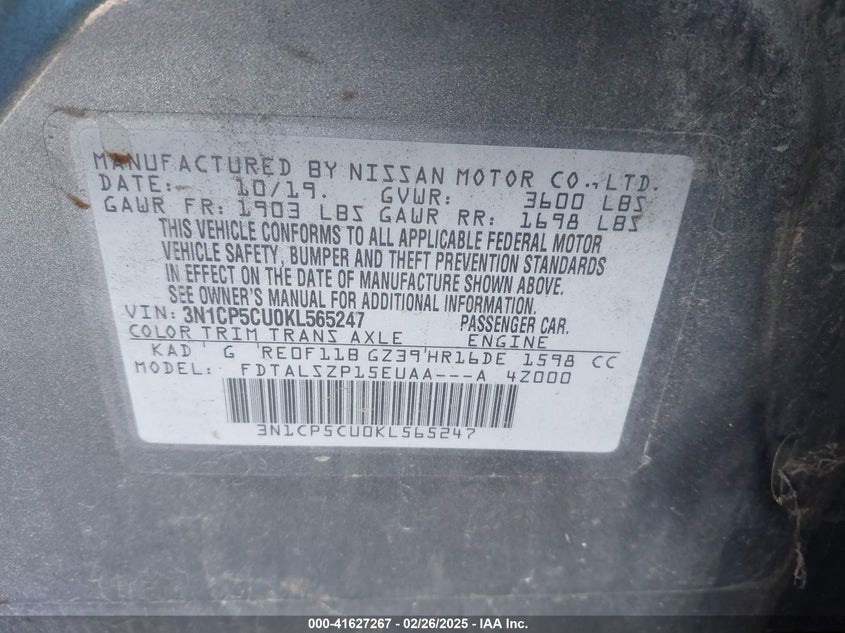 MANUFACTURED BY NISSAN MOTOR CO., LTD.
DATE: 10/19. GVWR: 3600 LBS
GAWR FR: 1903 LBS GAWR RR: 1698 LBS
THIS VEHICLE CONFORMS TO ALL APPLICABLE FEDERAL MOTOR
VEHICLE SAFETY, BUMPER AND THEFT PREVENTION STANDARDS
IN EFFECT ON THE DATE OF MANUFACTURE SHOWN ABOVE.
SEE OWNER'S MANUAL FOR ADDITIONAL INFORMATION.
VIN: 3N1CP5CU0KL565247 PASSENGER CAR.
COLOR TRIM TRANS AXLE ENGINE
KAD G RE0F11B GZ39 HR16DE 1598 CC
MODEL: FDTALSZP15EUAA---A 4Z000
3N1CP5CU0KL565247
000-41627267 - 02/26/2025 - IAA Inc.